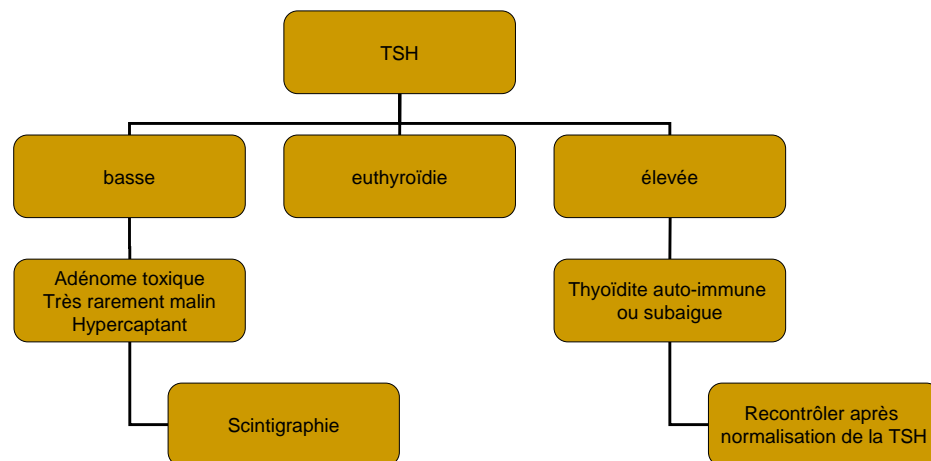 TSH
basse
euthyroïdie
élevée
Adénome toxique
Très rarement malin
Hypercaptant
Thyoïdite auto-immune
ou subaigue
Scintigraphie
Recontrôler après
normalisation de la TSH